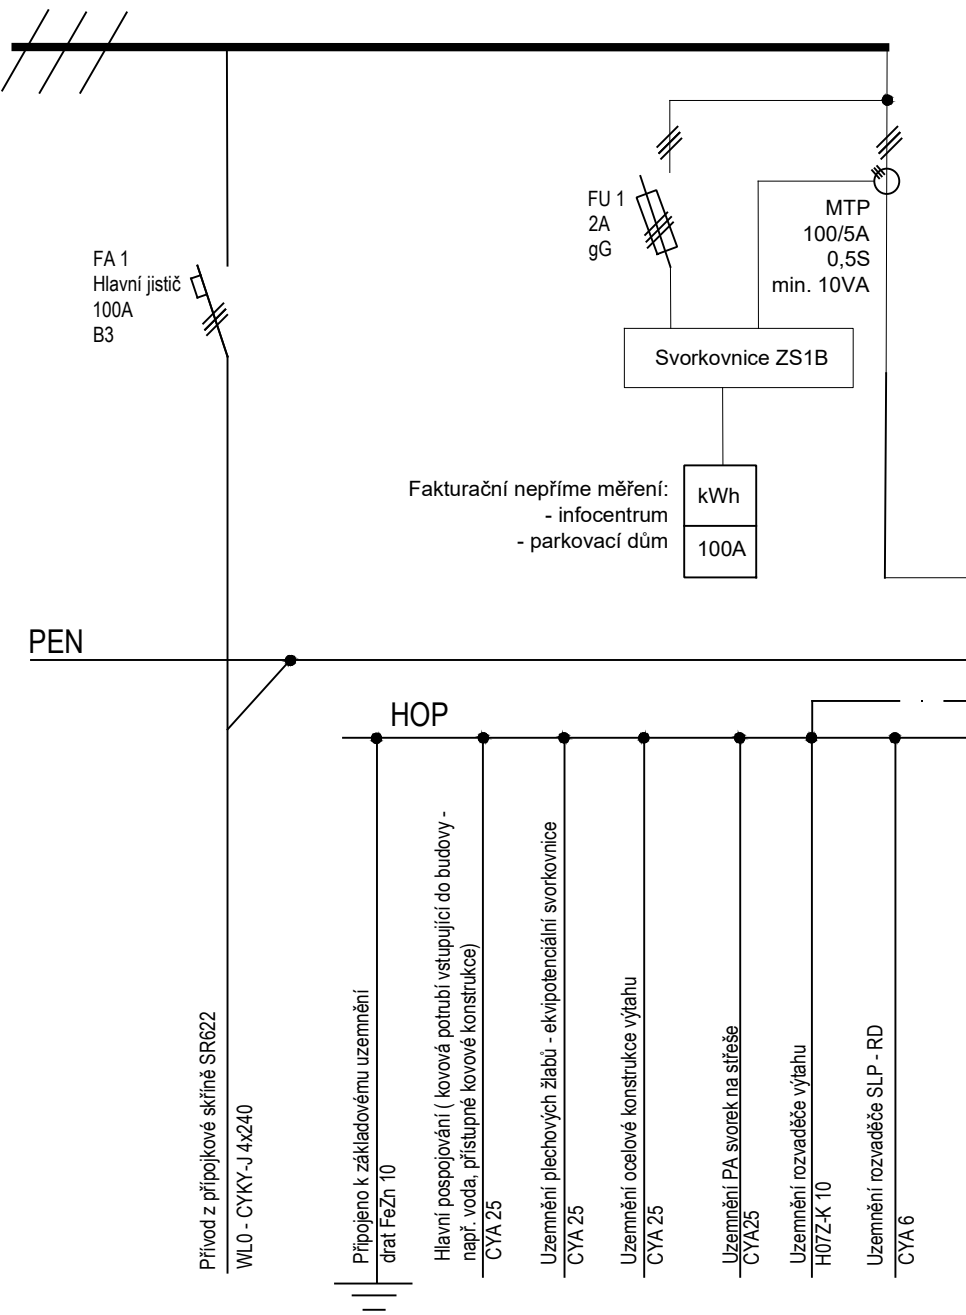 FU 1
2A
gG
MTP
100/5A
0,5S
min. 10VA
FA 1
Hlavní jistič
100A
B3
Svorkovnice ZS1B
Fakturační nepříme měření:
- infocentrum
- parkovací dům
kWh
100A
PEN
HOP
Přívod z přípojkové skříně SR622
WL0 - CYKY-J 4x240
Připojeno k základovému uzemnění
drat FeZn 10
Hlavní pospojování ( kovová potrubí vstupující do budovy -
např. voda, přístupné kovové konstrukce)
CYA 25
Uzemnění plechových žlabů - ekvipotenciální svorkovnice
CYA 25
Uzemnění ocelové konstrukce výtahu
CYA 25
Uzemnění PA svorek na střeše
CYA25
Uzemnění rozvaděče výtahu
H07Z-K 10
Uzemnění rozvaděče SLP - RD
CYA 6